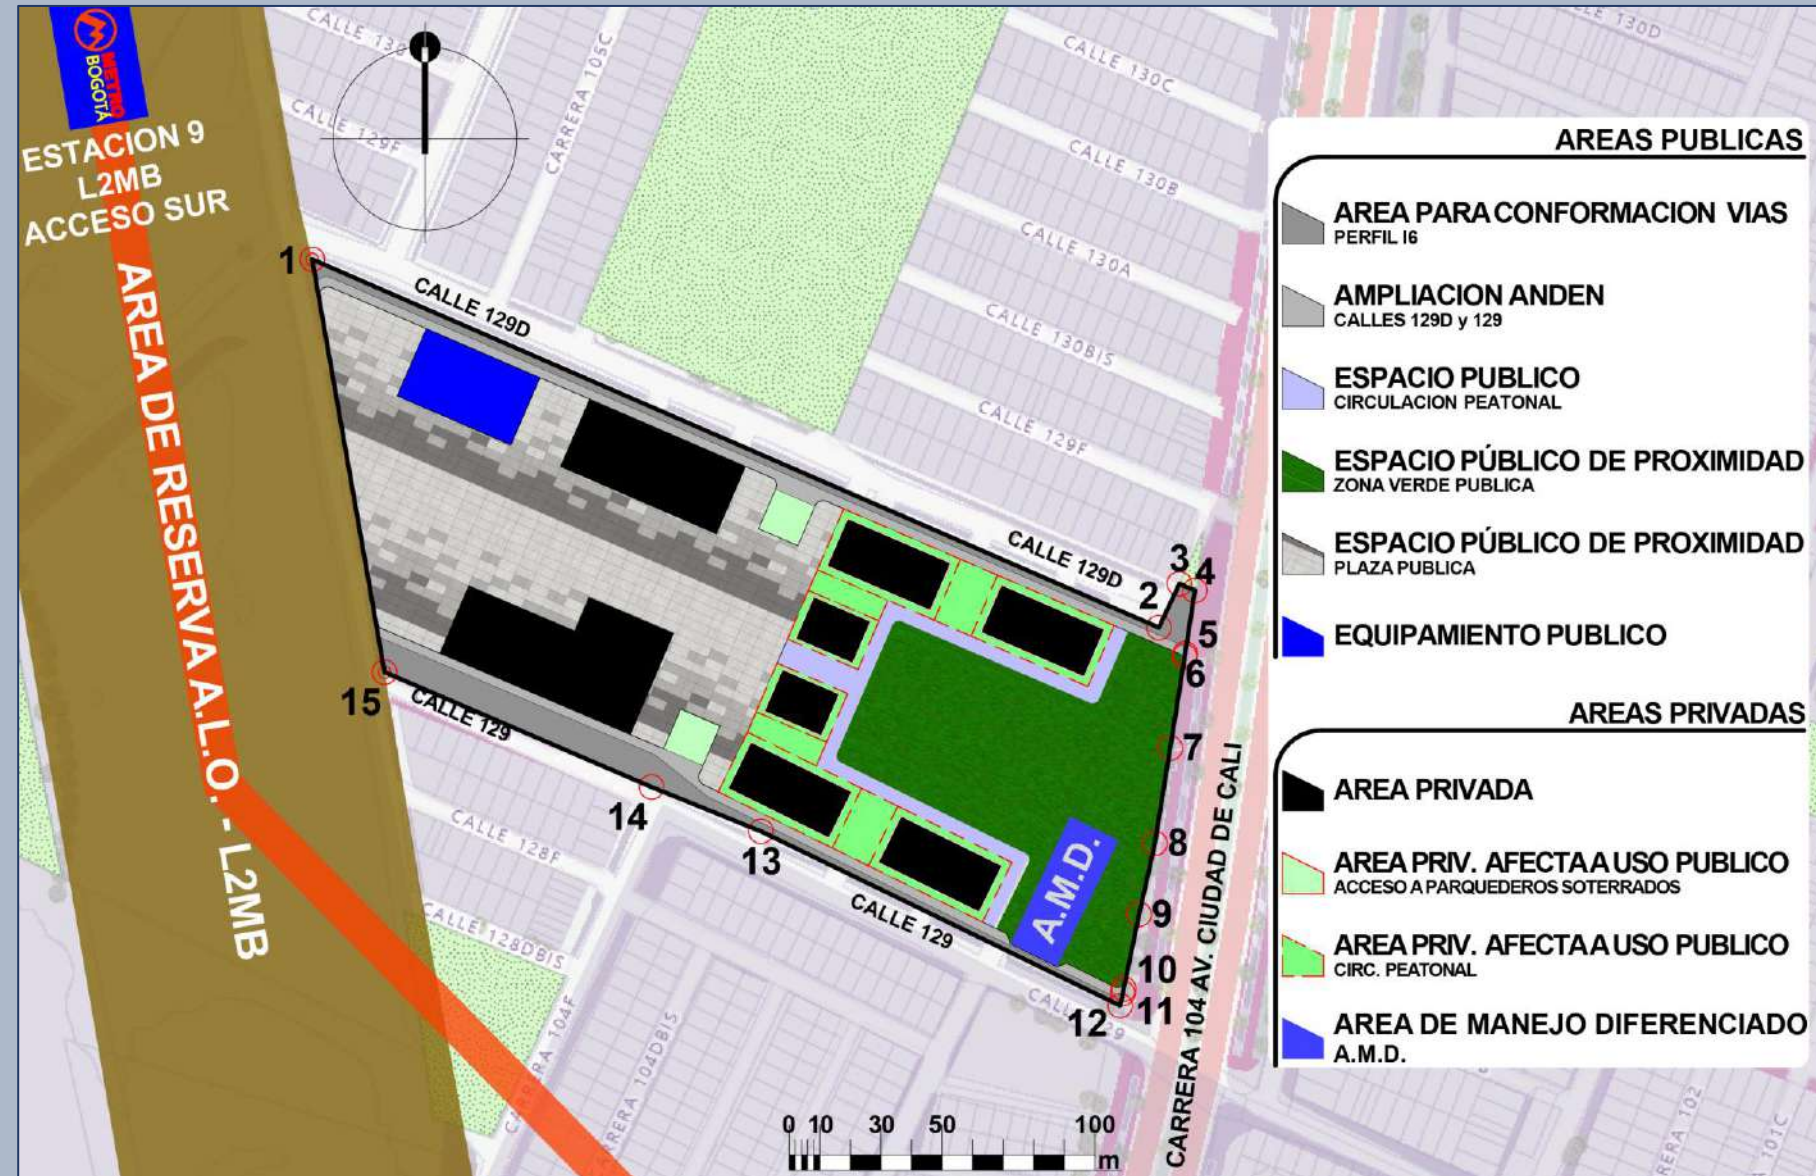 METRO
BOGOTÁ
ESTACION 9
L2MB
ACCESO SUR
AREA DE RESERVA A.L.O. - L2MB
CALLE 129F
CARRERA 105C
CALLE 130C
CALLE 130B
CALLE 130A
CALLE 130BIS
CALLE 129F
CALLE 130D
1
CALLE 129D
CALLE 129D
2
3
4
5
6
7
8
9
10
11
12
13
14
15
CALLE 129
CALLE 129
A.M.D.
CARRERA 104 AV. CIUDAD DE CALI
CALLE 128F
CALLE 128DBIS
CARRERA 104F
CARRERA 104DBIS
CALLE 129
101C
0 10 30 50 100
m
AREAS PUBLICAS
AREA PARA CONFORMACION VIAS
PERFIL I6
AMPLIACION ANDEN
CALLES 129D y 129
ESPACIO PUBLICO
CIRCULACION PEATONAL
ESPACIO PÚBLICO DE PROXIMIDAD
ZONA VERDE PUBLICA
ESPACIO PÚBLICO DE PROXIMIDAD
PLAZA PUBLICA
EQUIPAMIENTO PUBLICO
AREAS PRIVADAS
AREA PRIVADA
AREA PRIV. AFECTA A USO PUBLICO
ACCESO A PARQUEDEROS SOTERRADOS
AREA PRIV. AFECTA A USO PUBLICO
CIRC. PEATONAL
AREA DE MANEJO DIFERENCIADO
A.M.D.